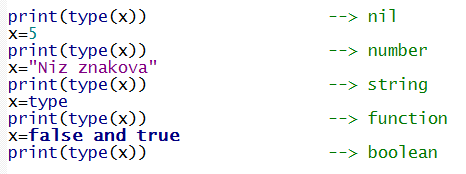 print(type(x)) --> nil
x=5
print(type(x)) --> number
x="Niz znakova"
print(type(x)) --> string
x=type
print(type(x)) --> function
x=false and true
print(type(x)) --> boolean